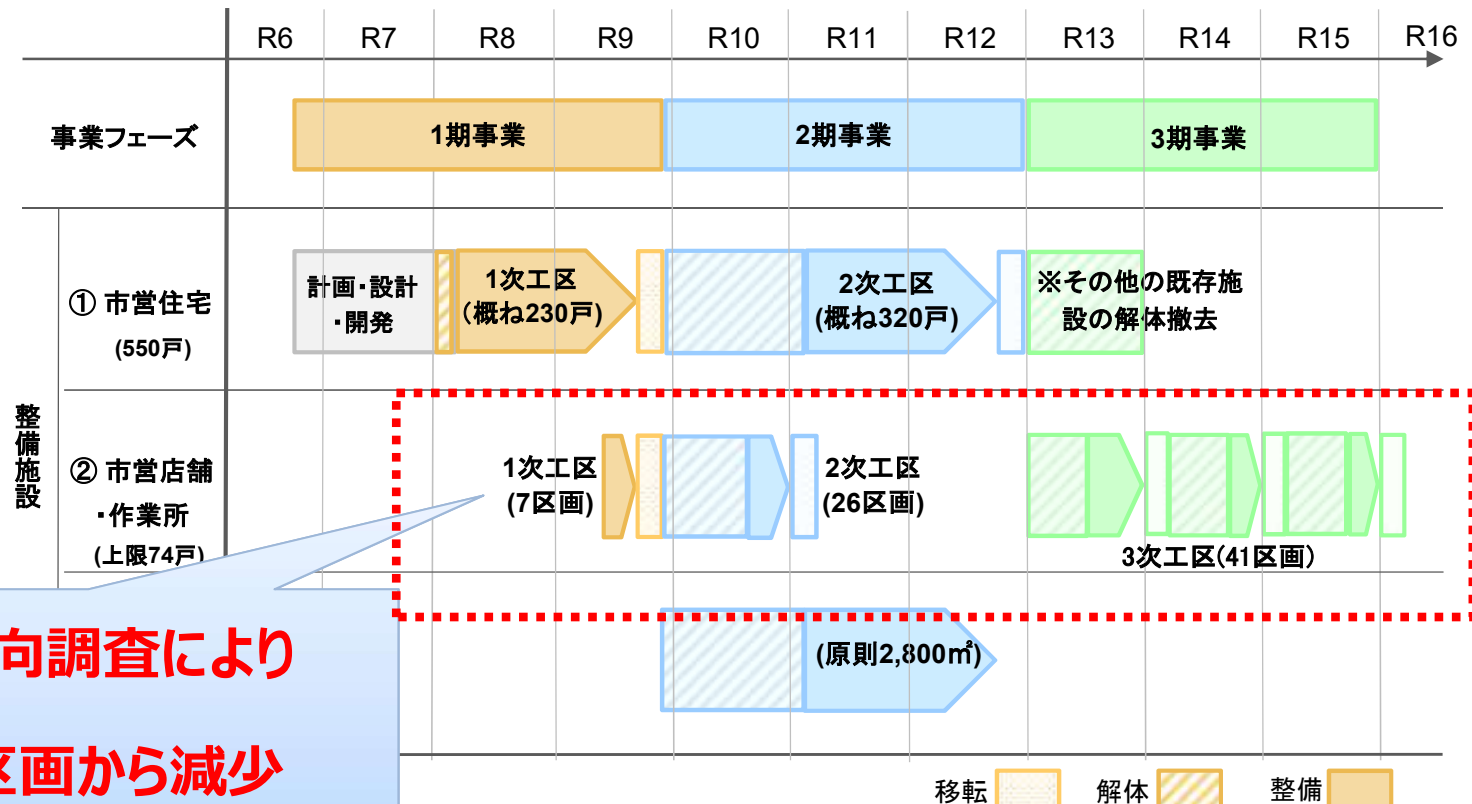 R6 R7 R8 R9 R10 R11 R12 R13 R14 R15 R16
事業フェーズ
1期事業
2期事業
3期事業
整備施設
① 市営住宅
(550戸)
計画・設計
・開発
1次工区
(概ね230戸)
2次工区
(概ね320戸)
※その他の既存施
設の解体撤去
② 市営店舗
・作業所
(上限74戸)
1次工区
(7区画)
2次工区
(26区画)
3次工区(41区画)
(原則2,800㎡)
向調査により
区画から減少
移転 解体 整備